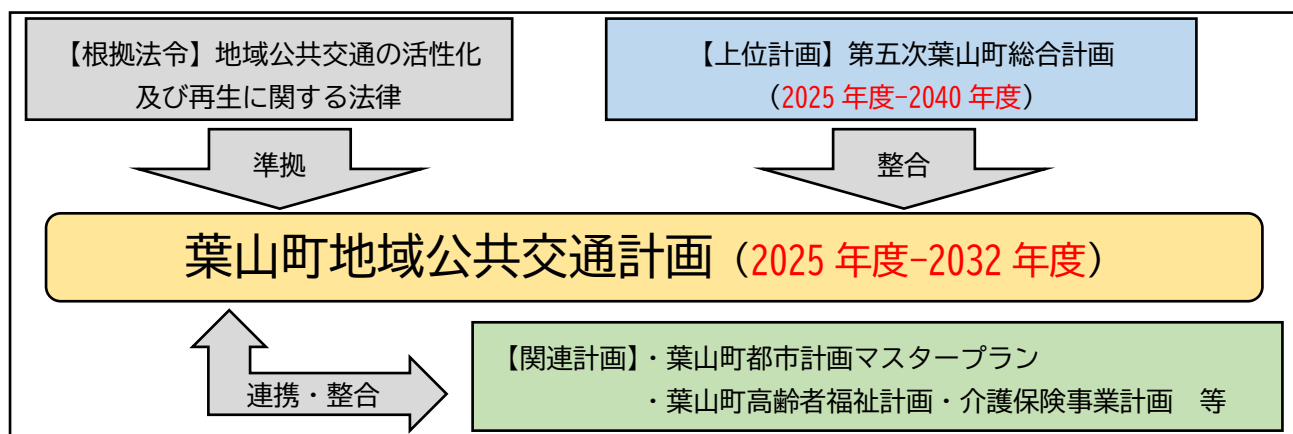 【根拠法令】地域公共交通の活性化
及び再生に関する法律
【上位計画】第五次葉山町総合計画
（2025 年度-2040 年度）
準拠
整合
葉山町地域公共交通計画（2025 年度-2032 年度）
連携・整合
【関連計画】・葉山町都市計画マスタープラン
・葉山町高齢者福祉計画・介護保険事業計画　等